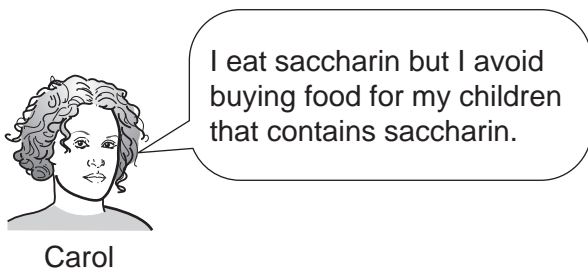 I eat saccharin but I avoid
buying food for my children
that contains saccharin.
Carol